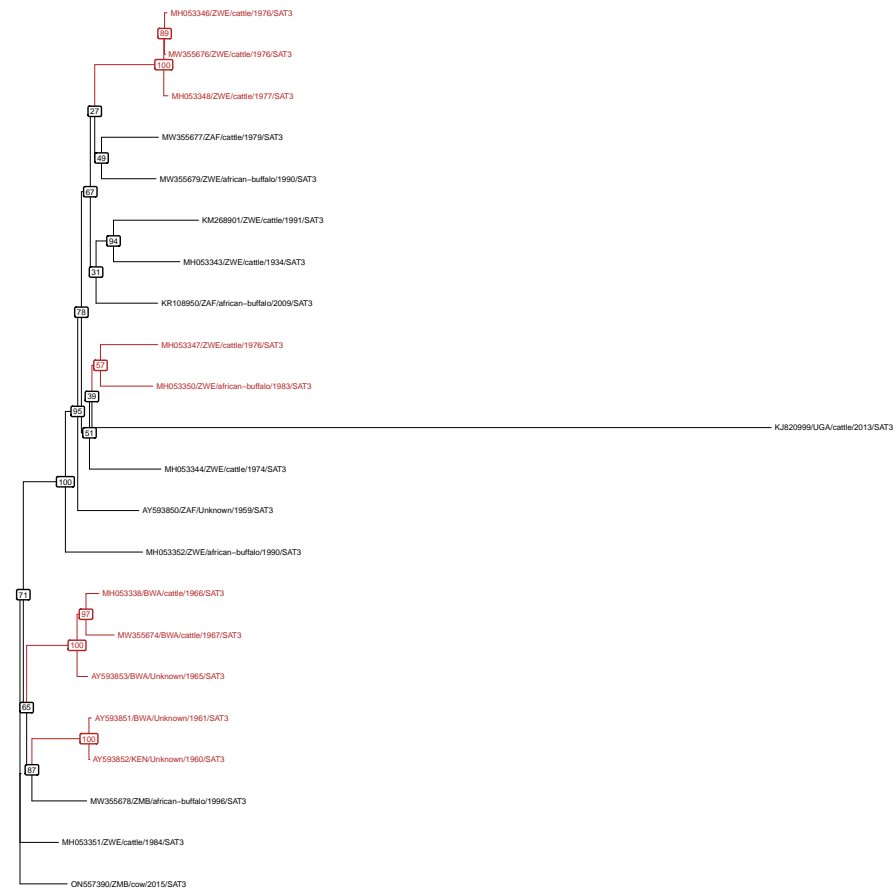 MH053346/ZWE/cattle/1976/SAT3
89
MW355676/ZWE/cattle/1976/SAT3
100
MH053348/ZWE/cattle/1977/SAT3
27
MW355677/ZAF/cattle/1979/SAT3
49
MW355679/ZWE/african−buffalo/1990/SAT3
67
KM268901/ZWE/cattle/1991/SAT3
94
MH053343/ZWE/cattle/1934/SAT3
31
KR108950/ZAF/african−buffalo/2009/SAT3
78
MH053347/ZWE/cattle/1976/SAT3
57
MH053350/ZWE/african−buffalo/1983/SAT3
39
95
KJ820999/UGA/cattle/2013/SAT3
51
MH053344/ZWE/cattle/1974/SAT3
100
AY593850/ZAF/Unknown/1959/SAT3
MH053352/ZWE/african−buffalo/1990/SAT3
71
MH053338/BWA/cattle/1966/SAT3
97
MW355674/BWA/cattle/1967/SAT3
100
AY593853/BWA/Unknown/1965/SAT3
65
AY593851/BWA/Unknown/1961/SAT3
100
AY593852/KEN/Unknown/1960/SAT3
87
MW355678/ZMB/african−buffalo/1996/SAT3
MH053351/ZWE/cattle/1984/SAT3
ON557390/ZMB/cow/2015/SAT3